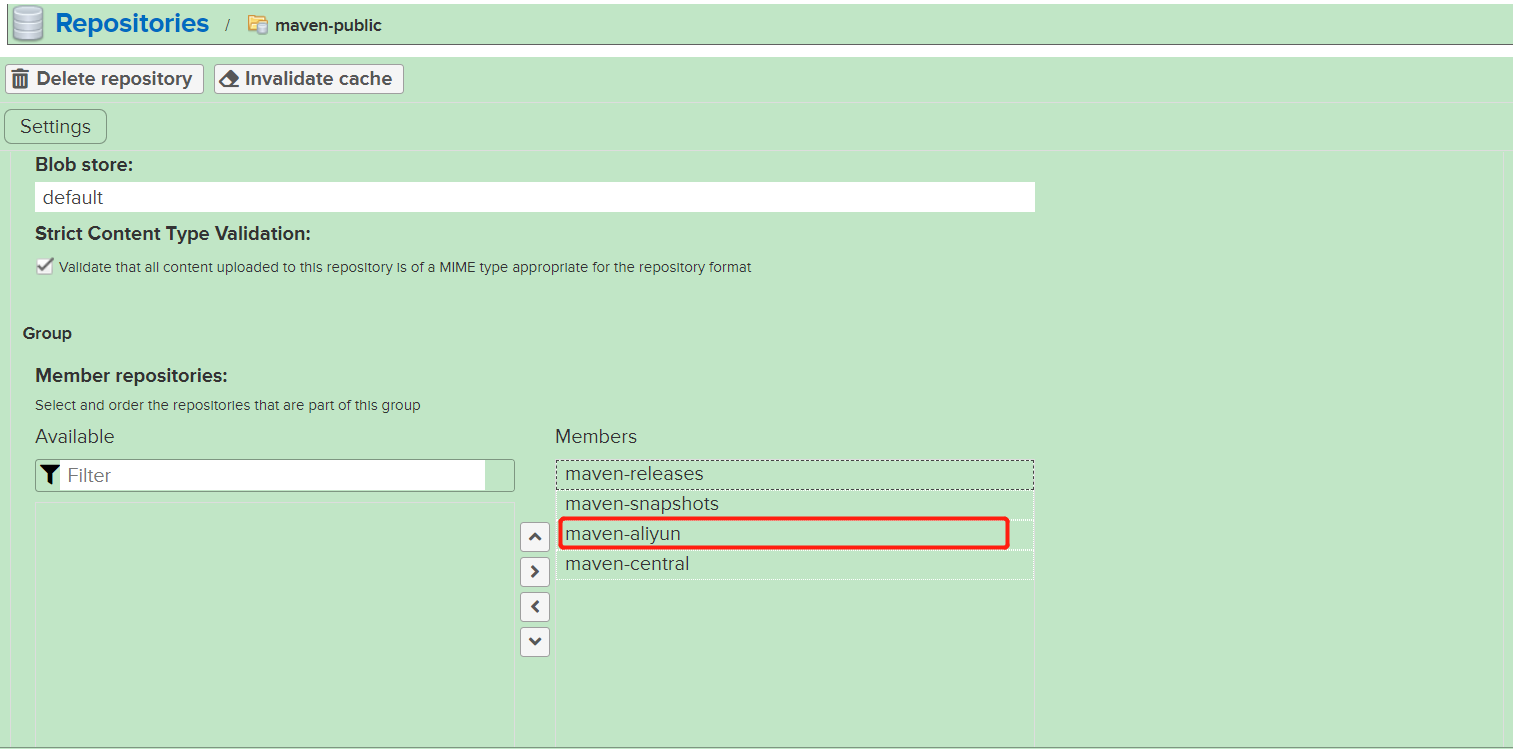 Repositories / maven-public
Delete repository Invalidate cache
Settings
Blob store:
default
Strict Content Type Validation:
Validate that all content uploaded to this repository is of a MIME type appropriate for the repository format
Group
Member repositories:
Select and order the repositories that are part of this group
Available Members
Filter
maven-releases
maven-snapshots
maven-aliyun
maven-central